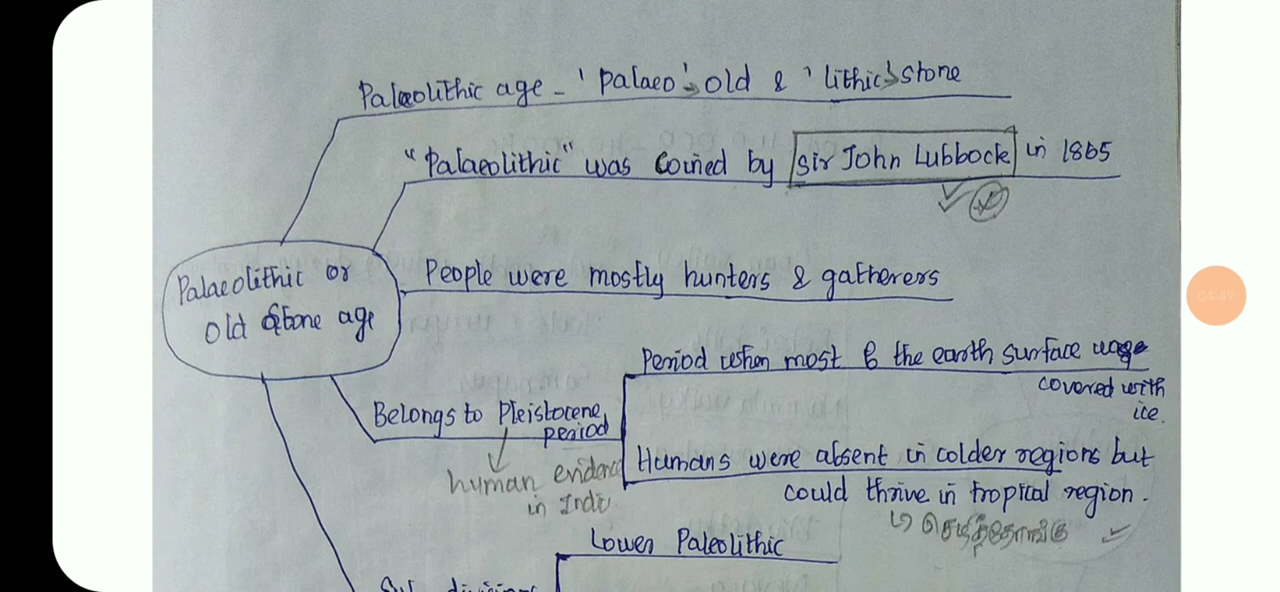 Palaeolithic age - 'Palaeo' → old & 'lithic' → stone
"Palaeolithic" was coined by Sir John Lubbock in 1865
People were mostly hunters & gatherers
Palaeolithic or
old Stone age
Period when most of the earth surface was
covered with
ice.
Belongs to Pleistocene
period
human evidence
in Indi
Humans were absent in colder regions but
could thrive in tropical region.
Lower Paleolithic
04:49